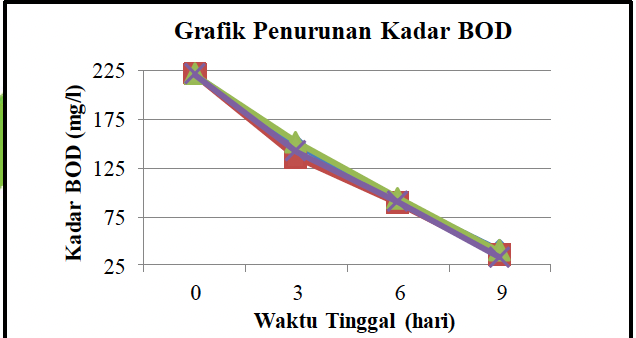 Grafik Penurunan Kadar BOD
Kadar BOD (mg/l)
225
175
125
75
25
0 3 6 9
Waktu Tinggal (hari)